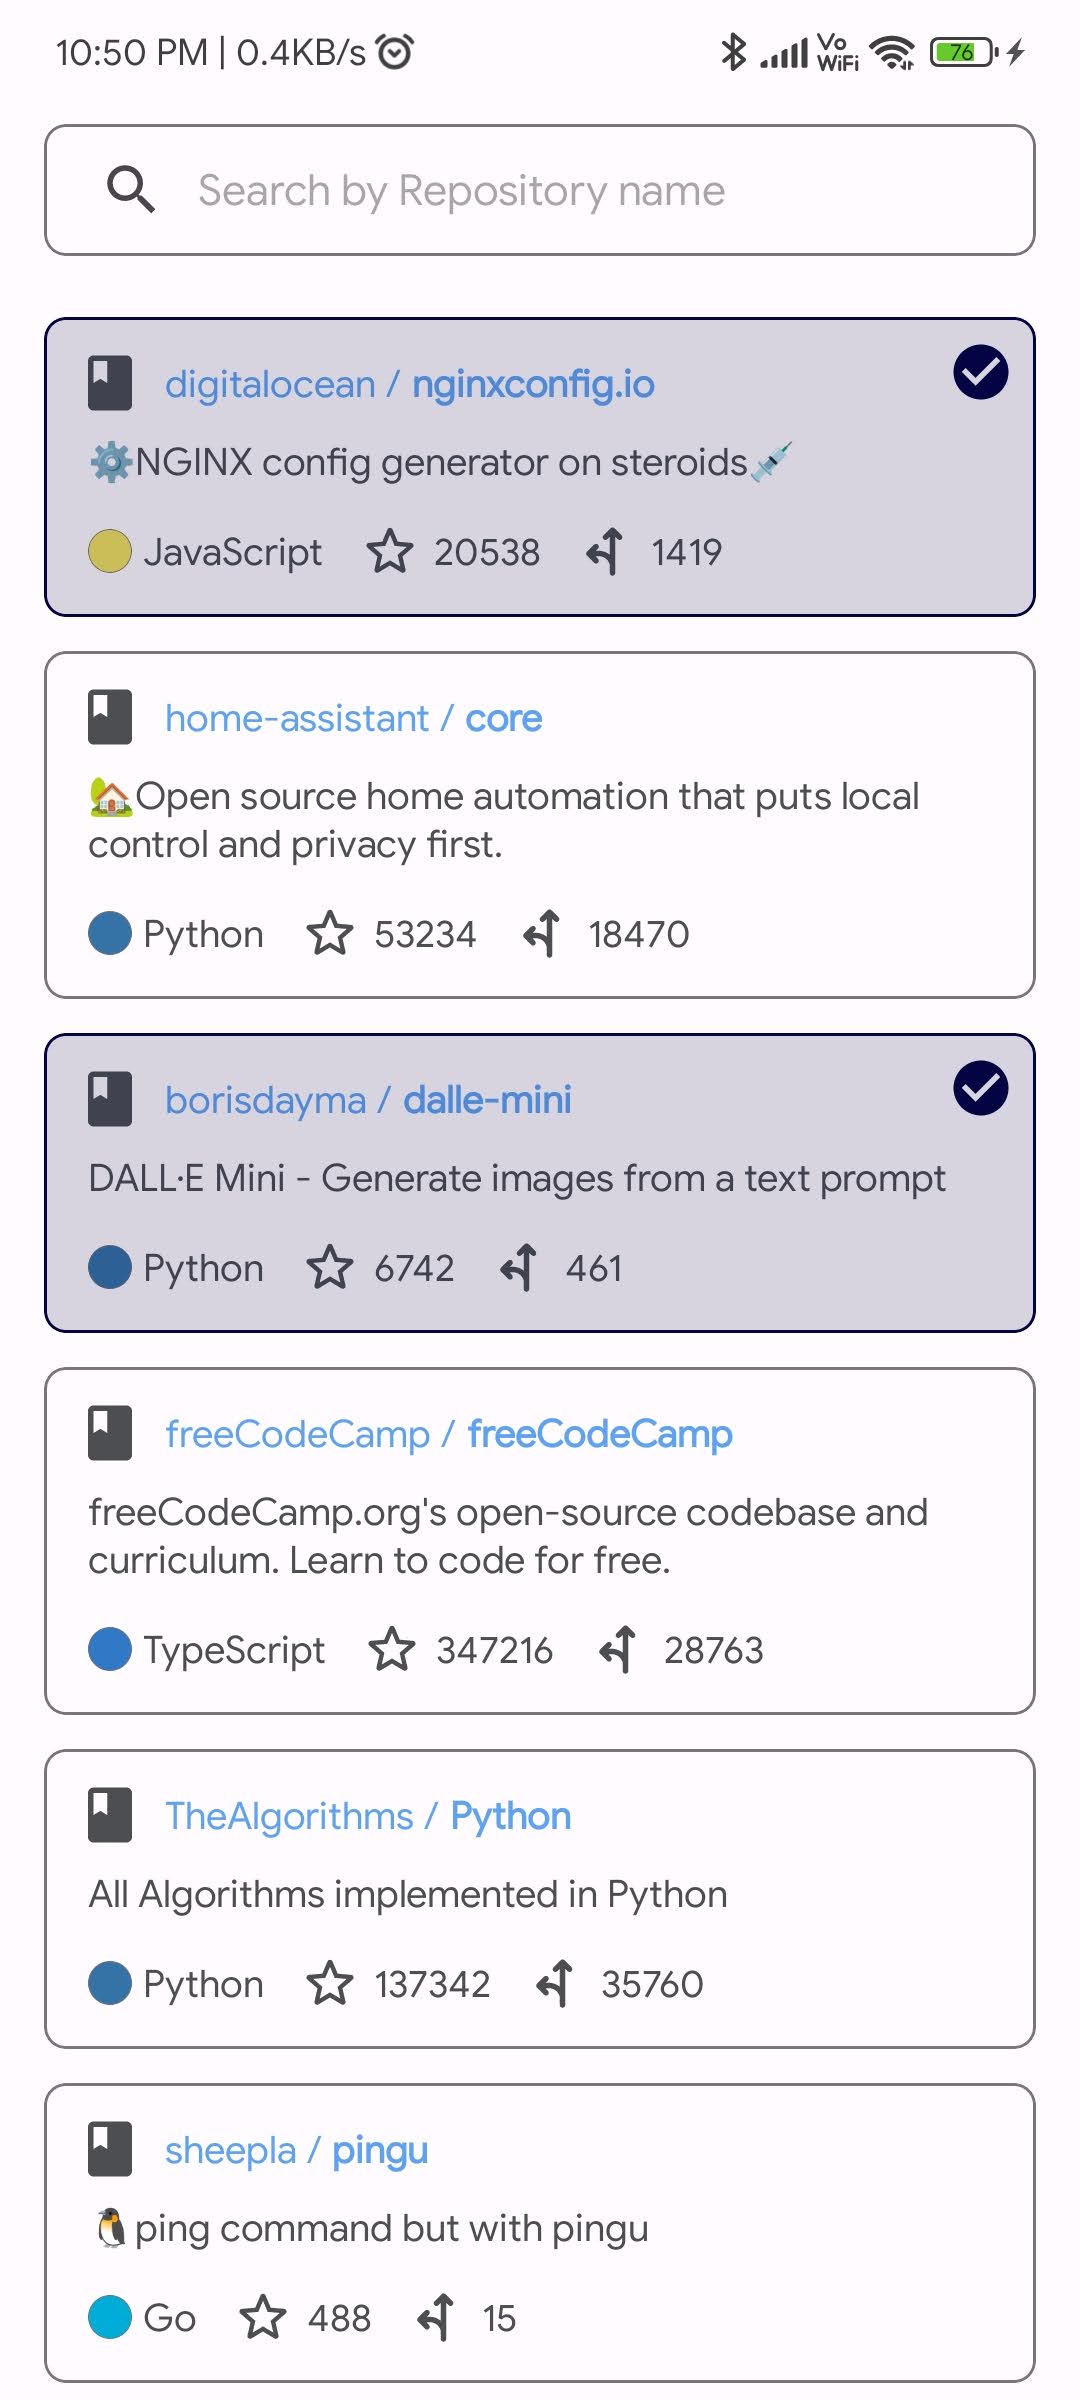 10:50 PM | 0.4KB/s
Vo
WiFi
76
Search by Repository name
digitalocean / nginxconfig.io
⚙️NGINX config generator on steroids💉
JavaScript 20538 1419
home-assistant / core
🏡Open source home automation that puts local
control and privacy first.
Python 53234 18470
borisdayma / dalle-mini
DALL·E Mini - Generate images from a text prompt
Python 6742 461
freeCodeCamp / freeCodeCamp
freeCodeCamp.org's open-source codebase and
curriculum. Learn to code for free.
TypeScript 347216 28763
TheAlgorithms / Python
All Algorithms implemented in Python
Python 137342 35760
sheepla / pingu
🐧ping command but with pingu
Go 488 15